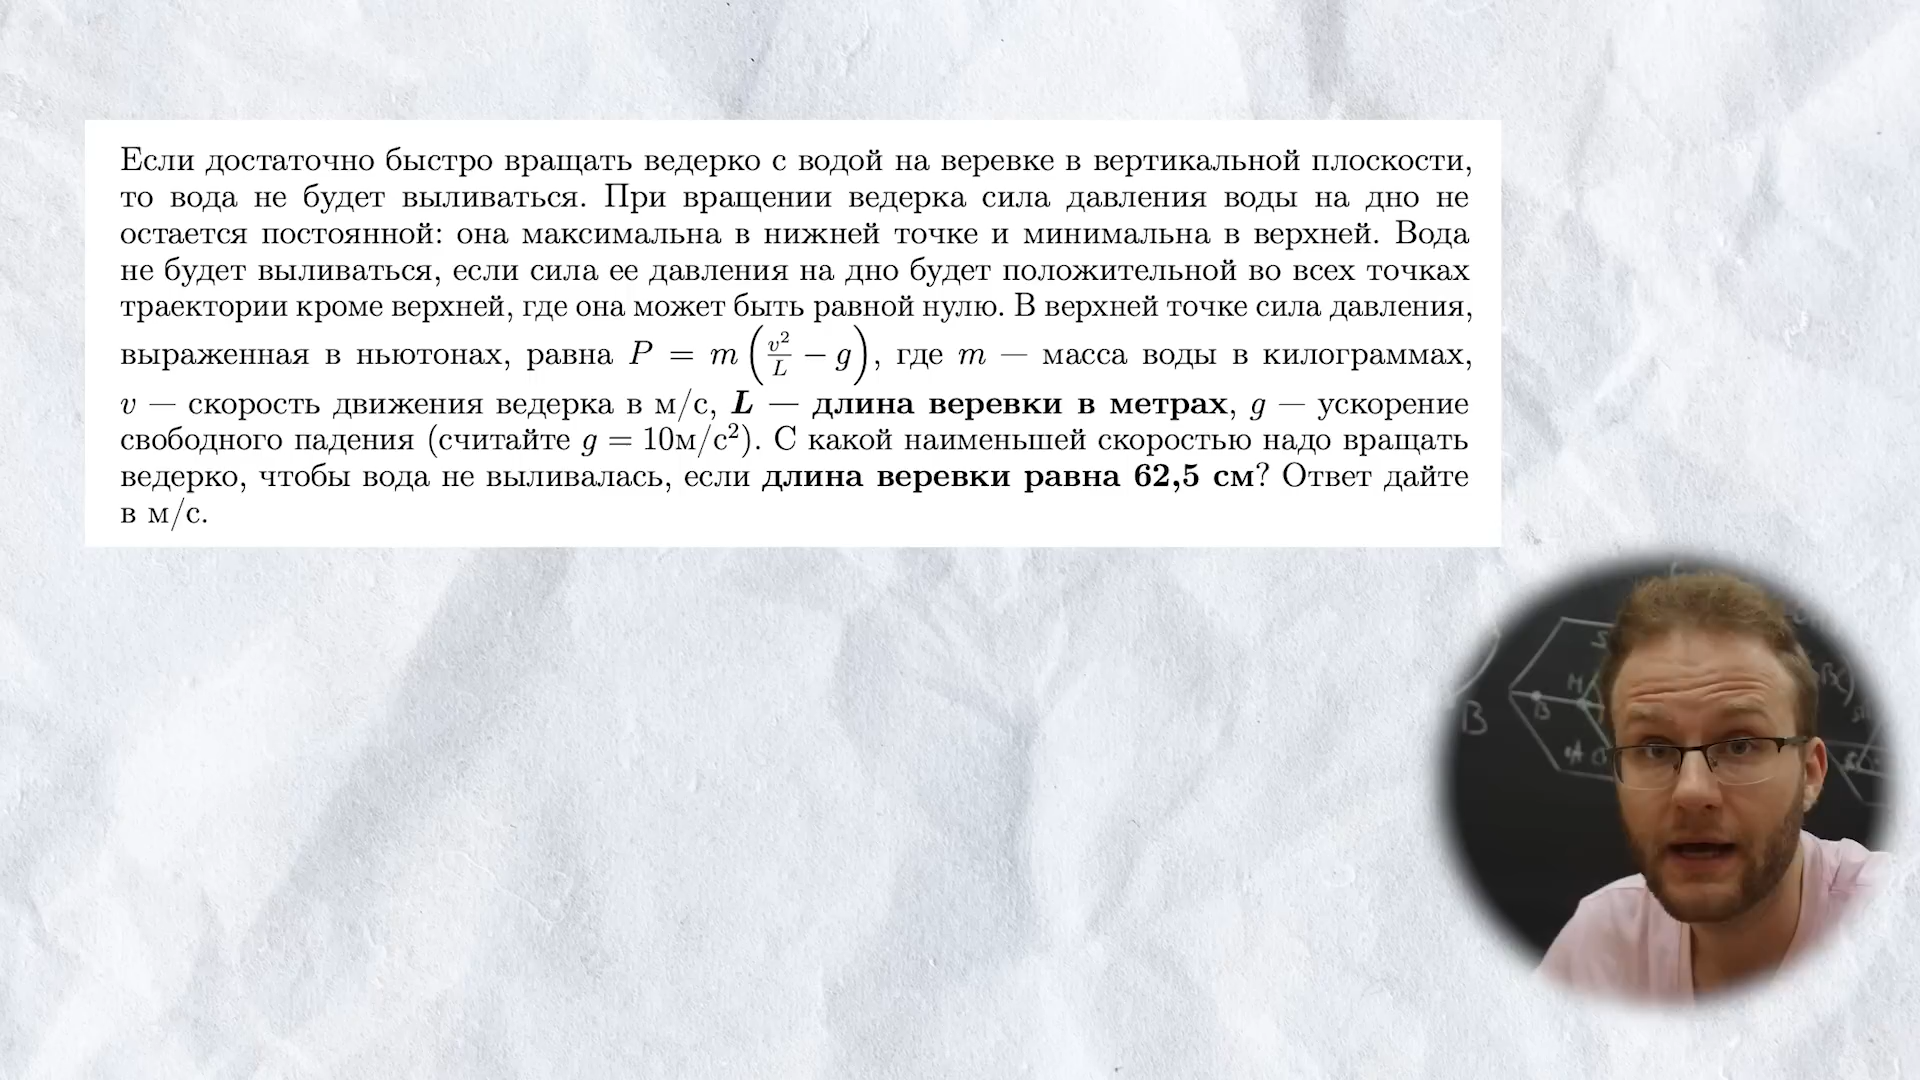 Если достаточно быстро вращать ведерко с водой на веревке в вертикальной плоскости,
то вода не будет выливаться. При вращении ведерка сила давления воды на дно не
остается постоянной: она максимальна в нижней точке и минимальна в верхней. Вода
не будет выливаться, если сила ее давления на дно будет положительной во всех точках
траектории кроме верхней, где она может быть равной нулю. В верхней точке сила давления,
выраженная в ньютонах, равна P = m(v²/L − g), где m — масса воды в килограммах,
v — скорость движения ведерка в м/с, L — длина веревки в метрах, g — ускорение
свободного падения (считайте g = 10м/с²). С какой наименьшей скоростью надо вращать
ведерко, чтобы вода не выливалась, если длина веревки равна 62,5 см? Ответ дайте
в м/с.
B
B